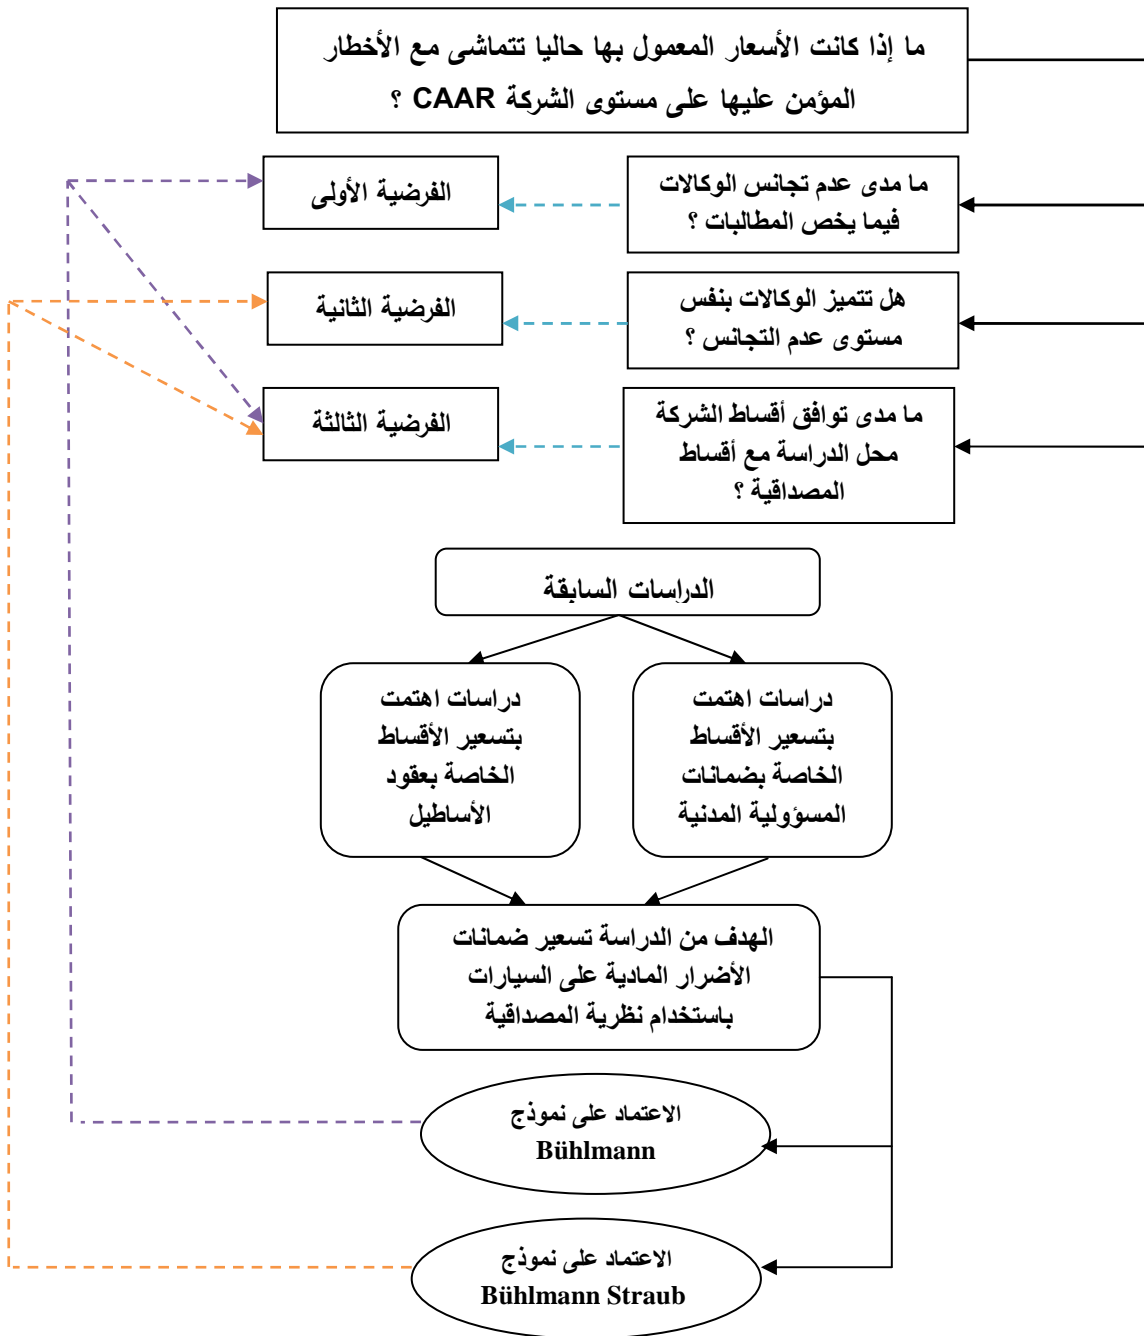 ما إذا كانت الأسعار المعمول بها حاليا تتماشى مع الأخطار
المؤمن عليها على مستوى الشركة CAAR ؟
ما مدى عدم تجانس الوكالات
فيما يخص المطالبات ؟
الفرضية الأولى
هل تتميز الوكالات بنفس
مستوى عدم التجانس ؟
الفرضية الثانية
ما مدى توافق أقساط الشركة
محل الدراسة مع أقساط
المصداقية ؟
الفرضية الثالثة
الدراسات السابقة
دراسات اهتمت
بتسعير الأقساط
الخاصة بضمانات
المسؤولية المدنية
دراسات اهتمت
بتسعير الأقساط
الخاصة بعقود
الأساطيل
الهدف من الدراسة تسعير ضمانات
الأضرار المادية على السيارات
باستخدام نظرية المصداقية
الاعتماد على نموذج
Bühlmann
الاعتماد على نموذج
Bühlmann Straub